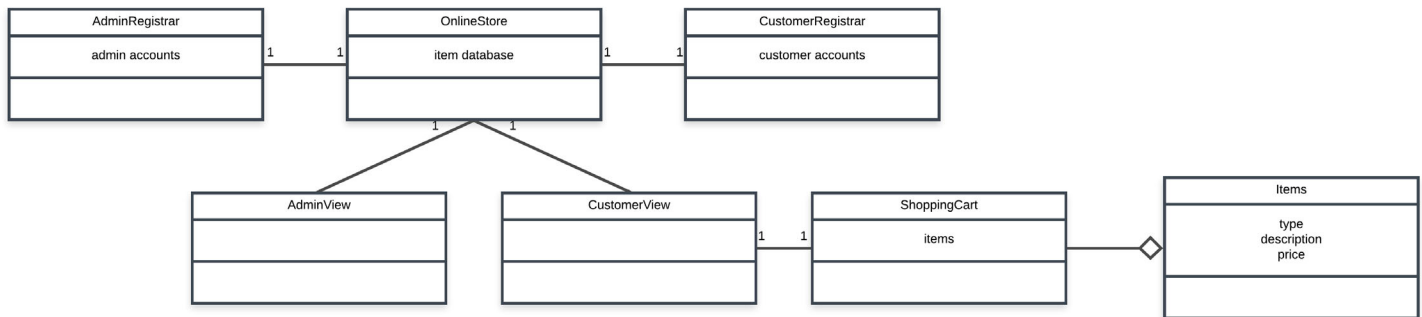 AdminRegistrar
admin accounts
1
1
OnlineStore
item database
1
1
CustomerRegistrar
customer accounts
1
1
AdminView
CustomerView
1
1
ShoppingCart
items
Items
type
description
price